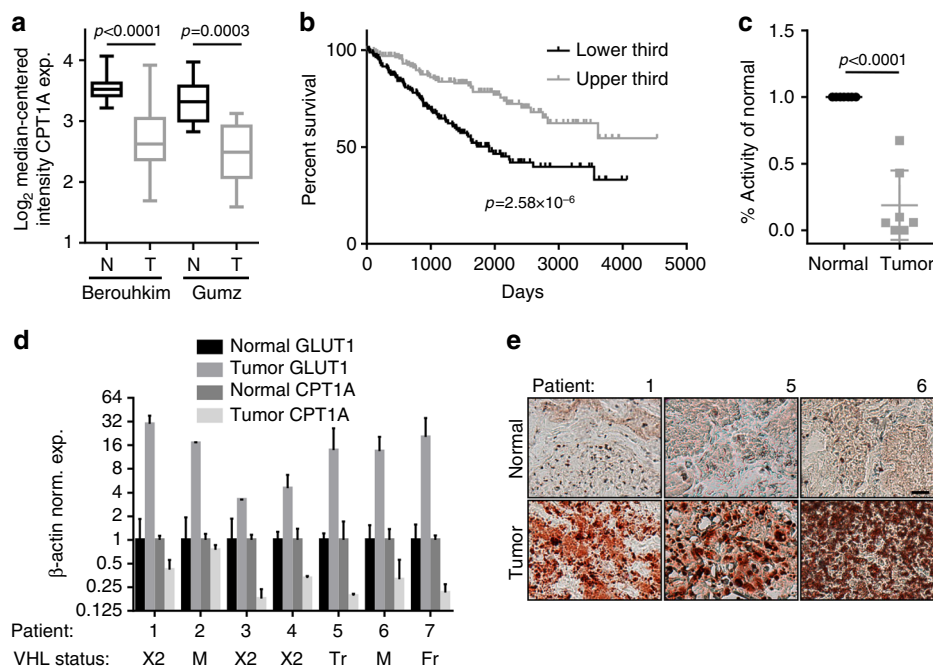 a
p<0.0001 p=0.0003
Log2 median-centered
intensity CPT1A exp.
4
3
2
1
N T N T
Berouhkim Gumz
b
Percent survival
100
50
0
Lower third
Upper third
p=2.58×10⁻⁶
0 1000 2000 3000 4000 5000
Days
c
% Activity of normal
1.5
1.0
0.5
0.0
p<0.0001
Normal Tumor
d
Normal GLUT1
Tumor GLUT1
Normal CPT1A
Tumor CPT1A
β-actin norm. exp.
64
32
16
8
4
2
1
0.5
0.25
0.125
Patient: 1 2 3 4 5 6 7
VHL status: X2 M X2 X2 Tr M Fr
e
Patient: 1 5 6
Normal
Tumor